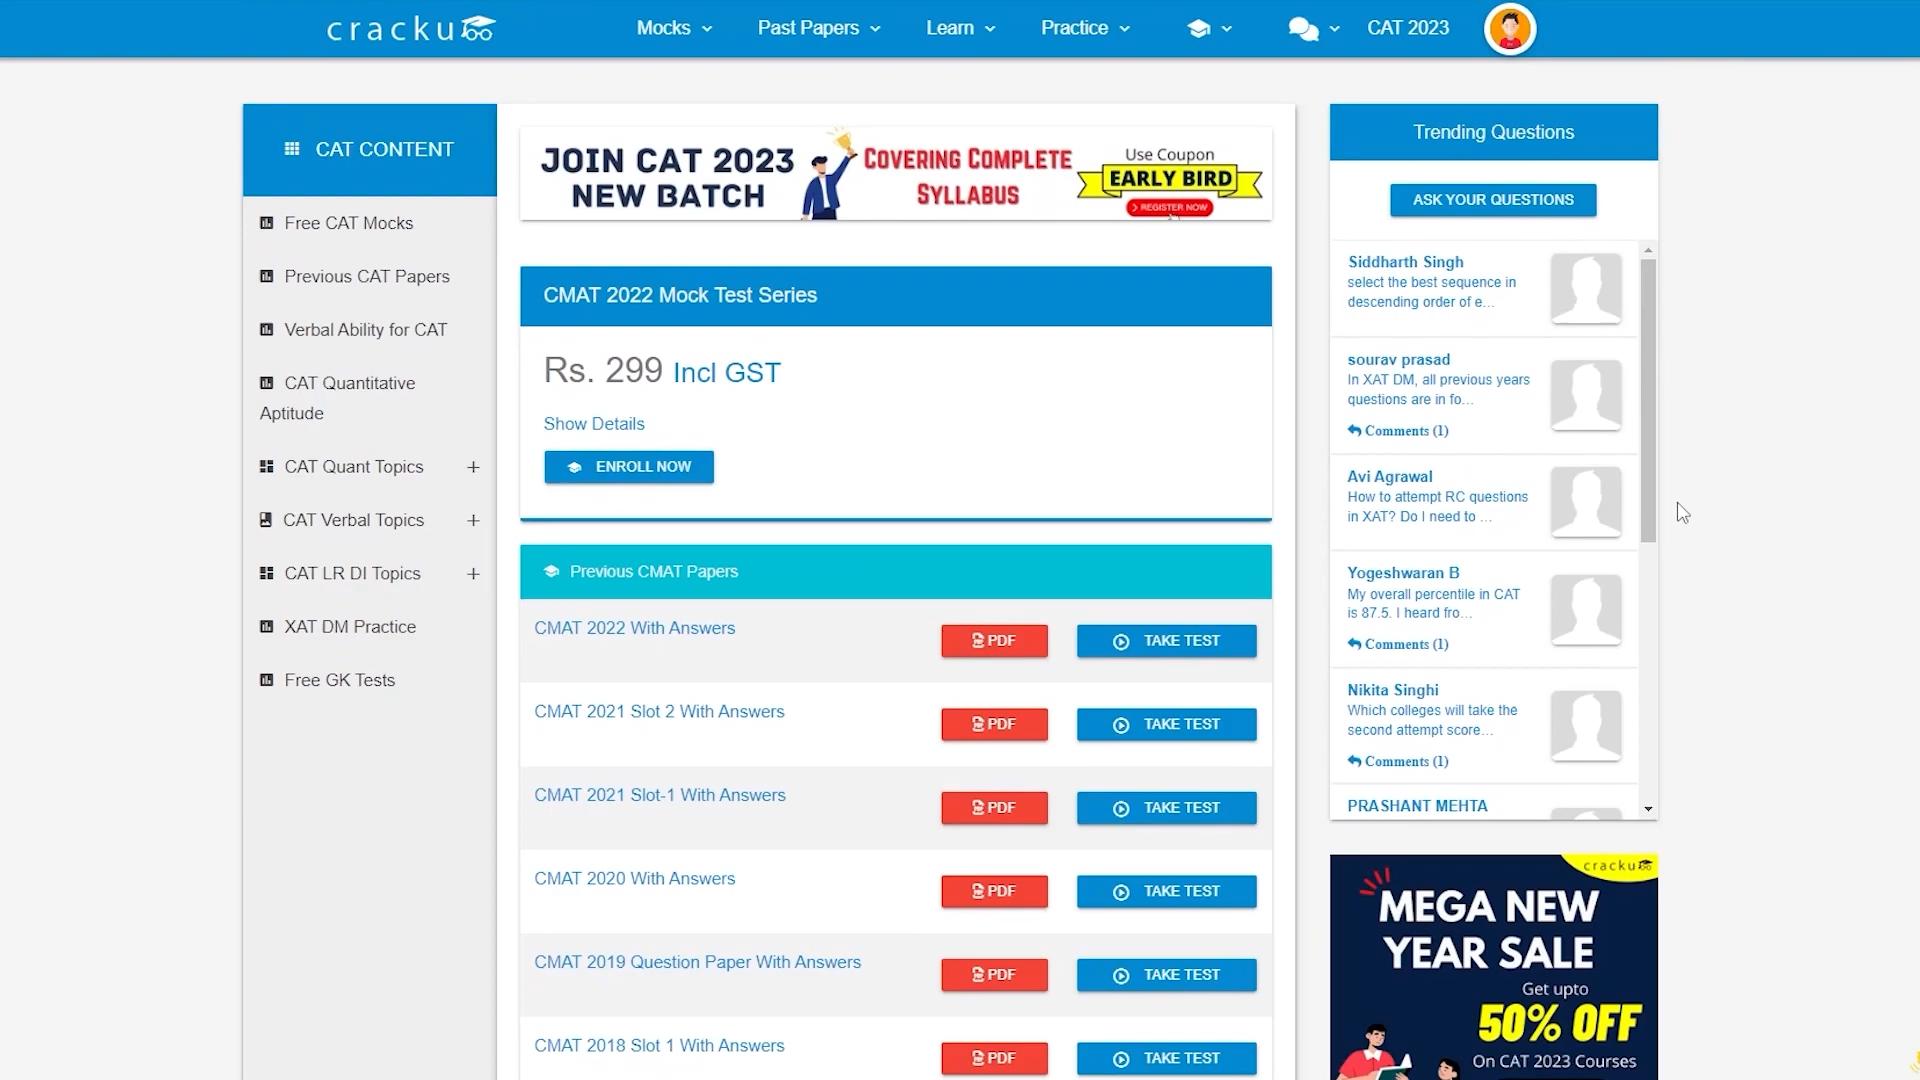 cracku
Mocks
Past Papers
Learn
Practice
CAT 2023
CAT CONTENT
Free CAT Mocks
Previous CAT Papers
Verbal Ability for CAT
CAT Quantitative
Aptitude
CAT Quant Topics +
CAT Verbal Topics +
CAT LR DI Topics +
XAT DM Practice
Free GK Tests
JOIN CAT 2023
NEW BATCH
COVERING COMPLETE
SYLLABUS
Use Coupon
EARLY BIRD
> REGISTER NOW
CMAT 2022 Mock Test Series
Rs. 299 Incl GST
Show Details
ENROLL NOW
Previous CMAT Papers
CMAT 2022 With Answers
PDF
TAKE TEST
CMAT 2021 Slot 2 With Answers
PDF
TAKE TEST
CMAT 2021 Slot-1 With Answers
PDF
TAKE TEST
CMAT 2020 With Answers
PDF
TAKE TEST
CMAT 2019 Question Paper With Answers
PDF
TAKE TEST
CMAT 2018 Slot 1 With Answers
PDF
TAKE TEST
Trending Questions
ASK YOUR QUESTIONS
Siddharth Singh
select the best sequence in
descending order of e...
sourav prasad
In XAT DM, all previous years
questions are in fo...
Comments (1)
Avi Agrawal
How to attempt RC questions
in XAT? Do I need to ...
Yogeshwaran B
My overall percentile in CAT
is 87.5. I heard fro...
Comments (1)
Nikita Singhi
Which colleges will take the
second attempt score...
Comments (1)
PRASHANT MEHTA
cracku
MEGA NEW
YEAR SALE
Get upto
50% OFF
On CAT 2023 Courses